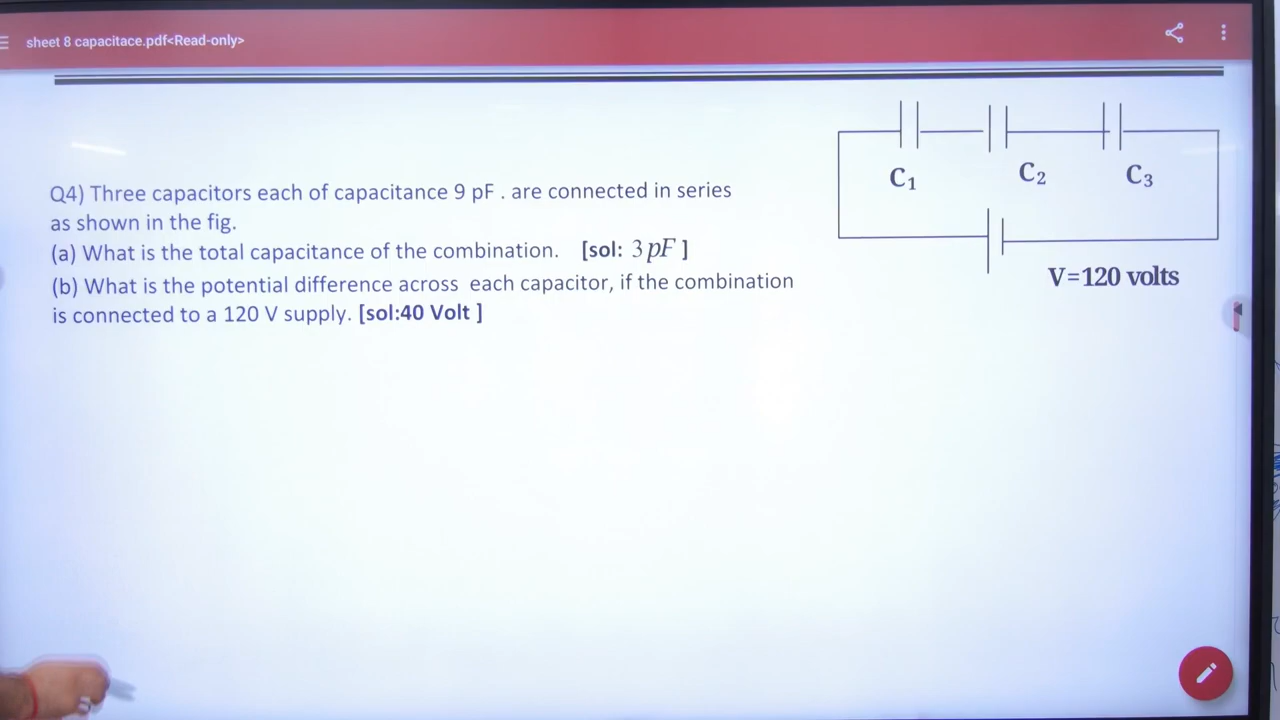 sheet 8 capacitace.pdf<Read-only>
Q4) Three capacitors each of capacitance 9 pF . are connected in series
as shown in the fig.
(a) What is the total capacitance of the combination. [sol: 3 pF ]
(b) What is the potential difference across each capacitor, if the combination
is connected to a 120 V supply. [sol:40 Volt ]
C₁ C₂ C₃
V=120 volts